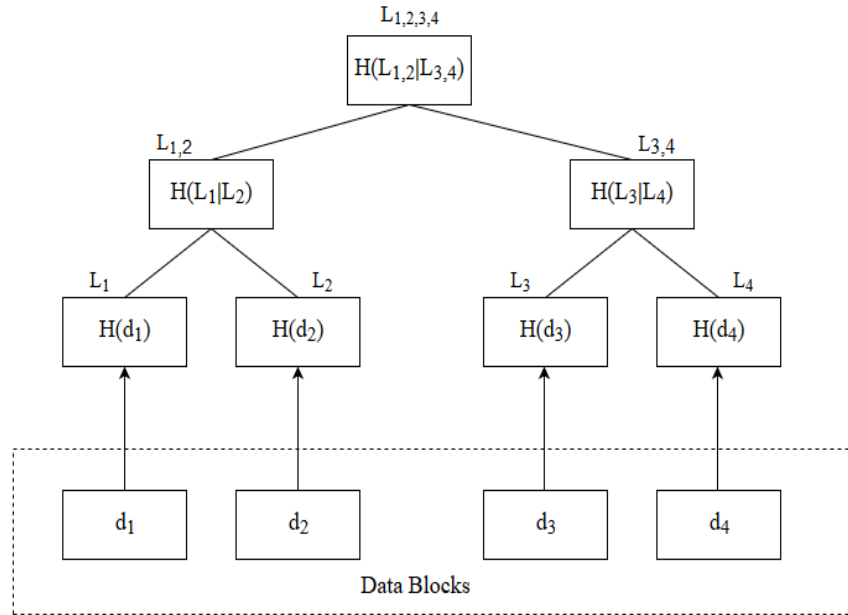 L1,2,3,4
H(L1,2|L3,4)
L1,2
L3,4
H(L1|L2)
H(L3|L4)
L1
L2
L3
L4
H(d1)
H(d2)
H(d3)
H(d4)
d1
d2
d3
d4
Data Blocks